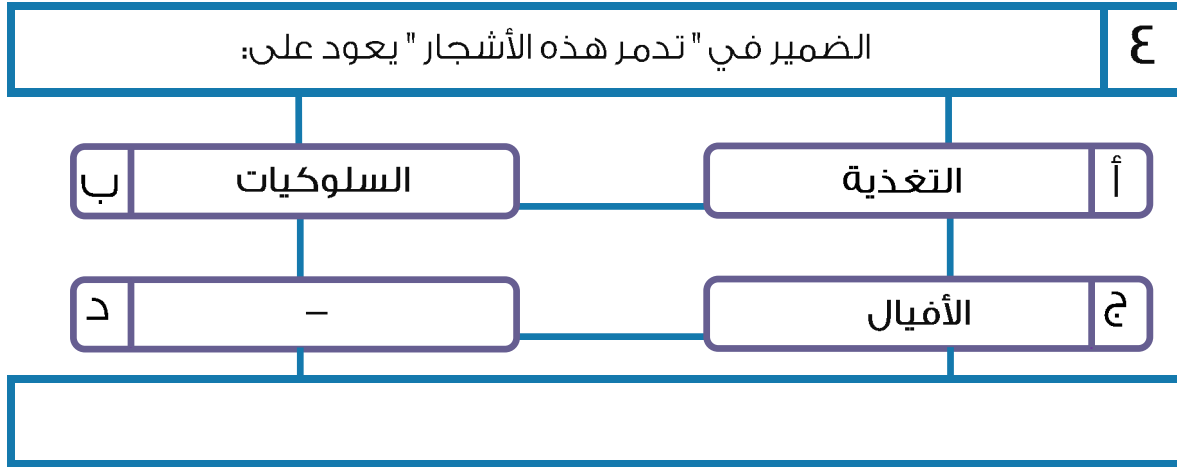 ٤
الضمير في " تدمر هذه الأشجار " يعود على:
أ
التغذية
ب
السلوكيات
ج
الأفيال
د
–